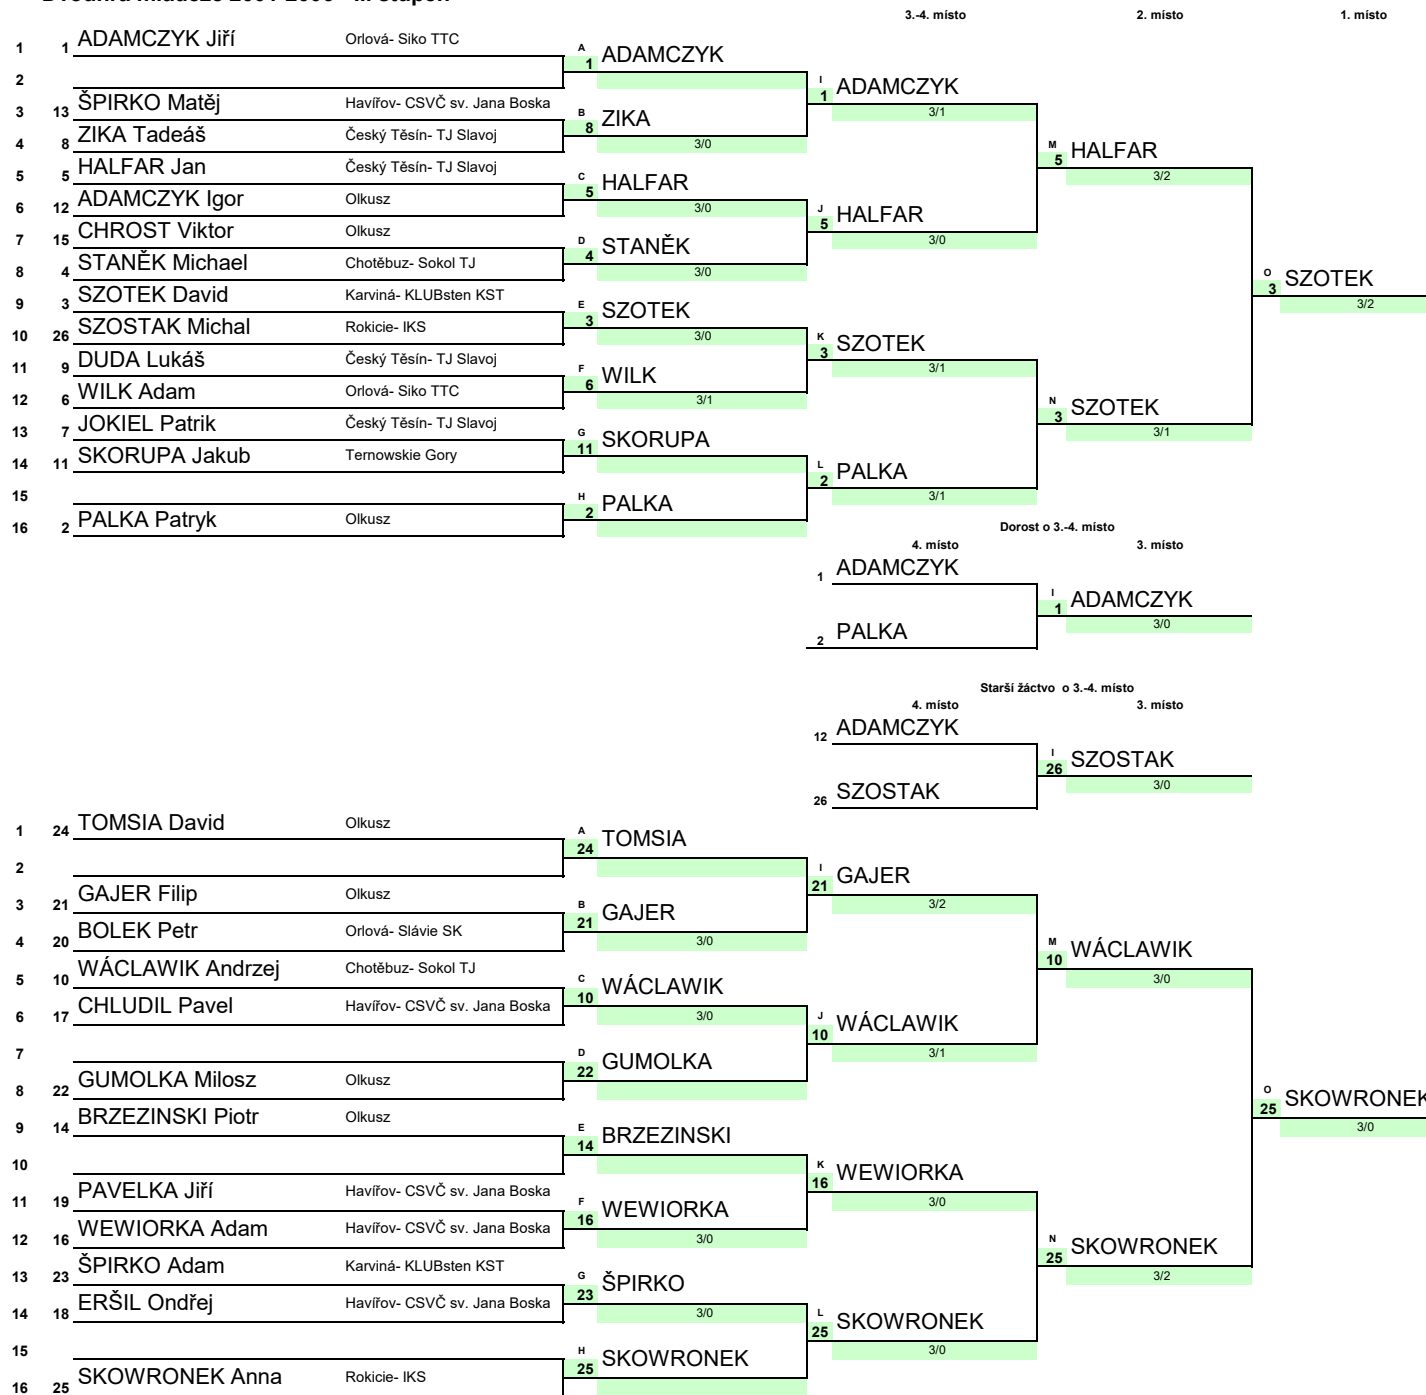 3.-4. místo 2. místo 1. místo
1 1 ADAMCZYK Jiří Orlová- Siko TTC
A 1 ADAMCZYK
2
I 1 ADAMCZYK
3/1
3 13 ŠPIRKO Matěj Havířov- CSVČ sv. Jana Boska
B 8 ZIKA
3/0
4 8 ZIKA Tadeáš Český Těsín- TJ Slavoj
M 5 HALFAR
3/2
5 5 HALFAR Jan Český Těsín- TJ Slavoj
C 5 HALFAR
3/0
6 12 ADAMCZYK Igor Olkusz
J 5 HALFAR
3/0
7 15 CHROST Viktor Olkusz
D 4 STANĚK
3/0
8 4 STANĚK Michael Chotěbuz- Sokol TJ
O 3 SZOTEK
3/2
9 3 SZOTEK David Karviná- KLUBsten KST
E 3 SZOTEK
3/0
10 26 SZOSTAK Michal Rokicie- IKS
K 3 SZOTEK
3/1
11 9 DUDA Lukáš Český Těsín- TJ Slavoj
F 6 WILK
3/1
12 6 WILK Adam Orlová- Siko TTC
N 3 SZOTEK
3/1
13 7 JOKIEL Patrik Český Těsín- TJ Slavoj
G 11 SKORUPA
14 11 SKORUPA Jakub Ternowskie Gory
L 2 PALKA
3/1
15
H 2 PALKA
16 2 PALKA Patryk Olkusz
Dorost o 3.-4. místo
4. místo 3. místo
1 ADAMCZYK
I 1 ADAMCZYK
3/0
2 PALKA
Starší žáctvo o 3.-4. místo
4. místo 3. místo
12 ADAMCZYK
I 26 SZOSTAK
3/0
26 SZOSTAK
1 24 TOMSIA David Olkusz
A 24 TOMSIA
2
I 21 GAJER
3/2
3 21 GAJER Filip Olkusz
B 21 GAJER
3/0
4 20 BOLEK Petr Orlová- Slávie SK
M 10 WÁCLAWIK
3/0
5 10 WÁCLAWIK Andrzej Chotěbuz- Sokol TJ
C 10 WÁCLAWIK
3/0
6 17 CHLUDIL Pavel Havířov- CSVČ sv. Jana Boska
J 10 WÁCLAWIK
3/1
7
D 22 GUMOLKA
8 22 GUMOLKA Milosz Olkusz
O 25 SKOWRONEK
3/0
9 14 BRZEZINSKI Piotr Olkusz
E 14 BRZEZINSKI
10
K 16 WEWIORKA
3/0
11 19 PAVELKA Jiří Havířov- CSVČ sv. Jana Boska
F 16 WEWIORKA
3/0
12 16 WEWIORKA Adam Havířov- CSVČ sv. Jana Boska
N 25 SKOWRONEK
3/2
13 23 ŠPIRKO Adam Karviná- KLUBsten KST
G 23 ŠPIRKO
3/0
14 18 ERŠIL Ondřej Havířov- CSVČ sv. Jana Boska
L 25 SKOWRONEK
3/0
15
H 25 SKOWRONEK
16 25 SKOWRONEK Anna Rokicie- IKS